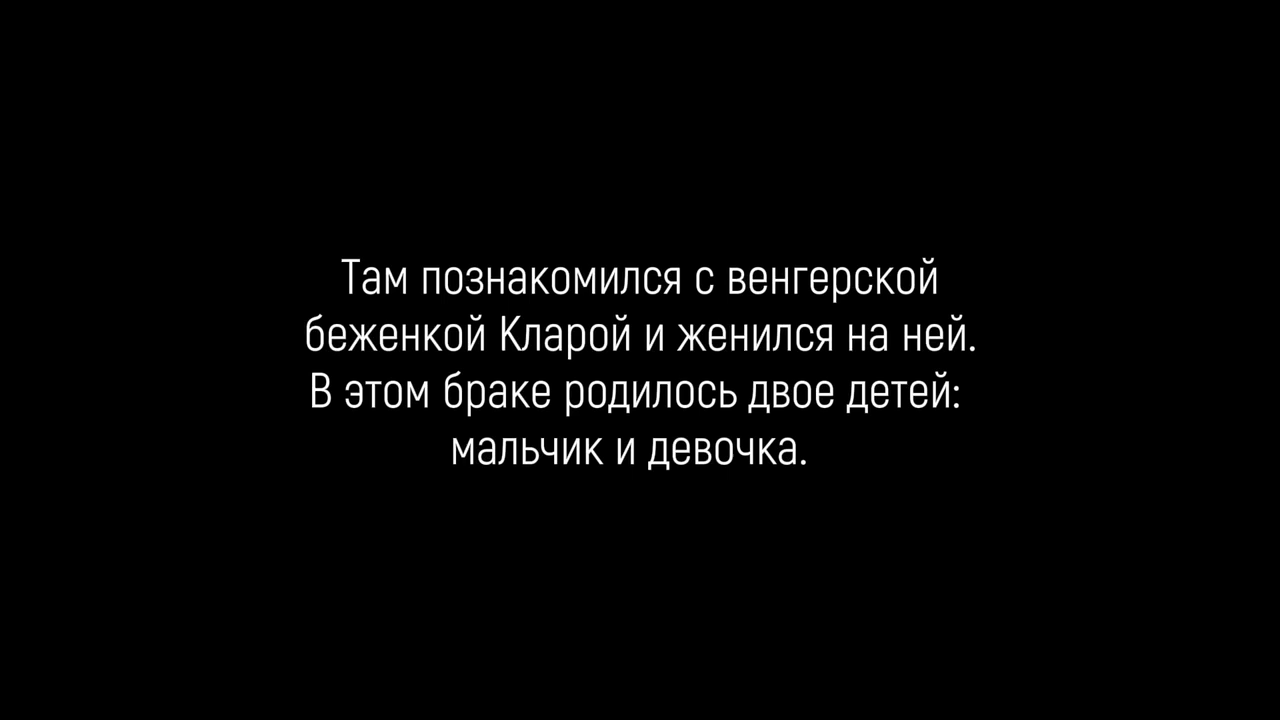 Там познакомился с венгерской
беженкой Кларой и женился на ней.
В этом браке родилось двое детей:
мальчик и девочка.